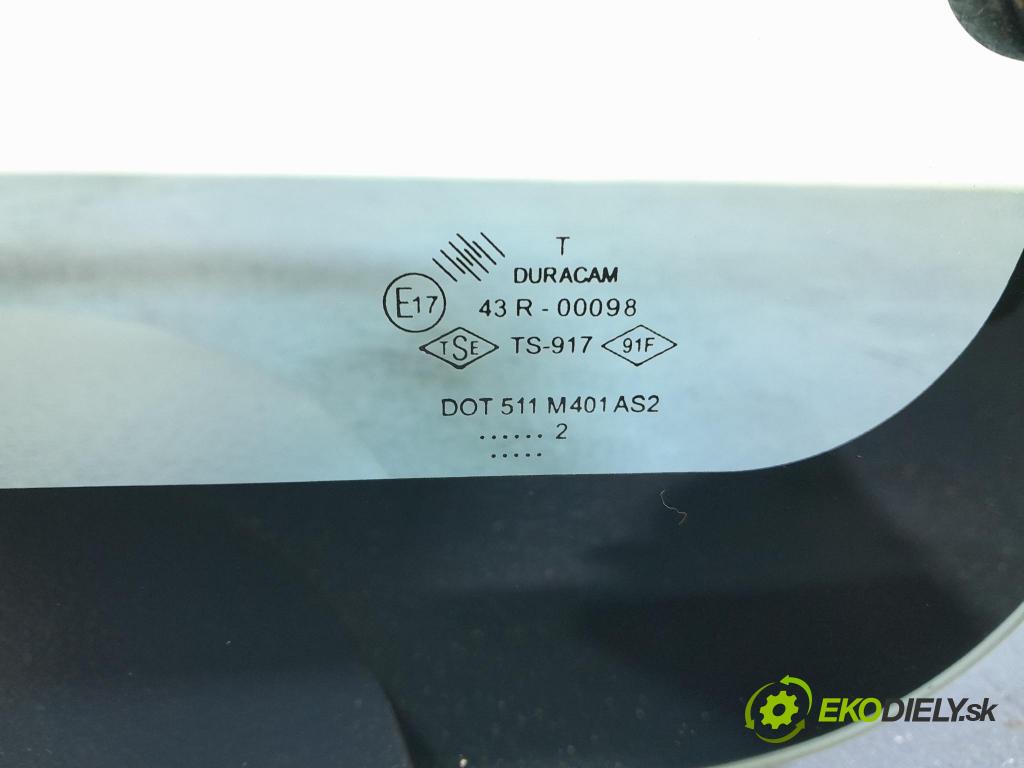 T
DURACAM
E17 43 R - 00098
TSE TS-917 91F
DOT 511 M401 AS2
...... 2
.....
EKODIELY.sk